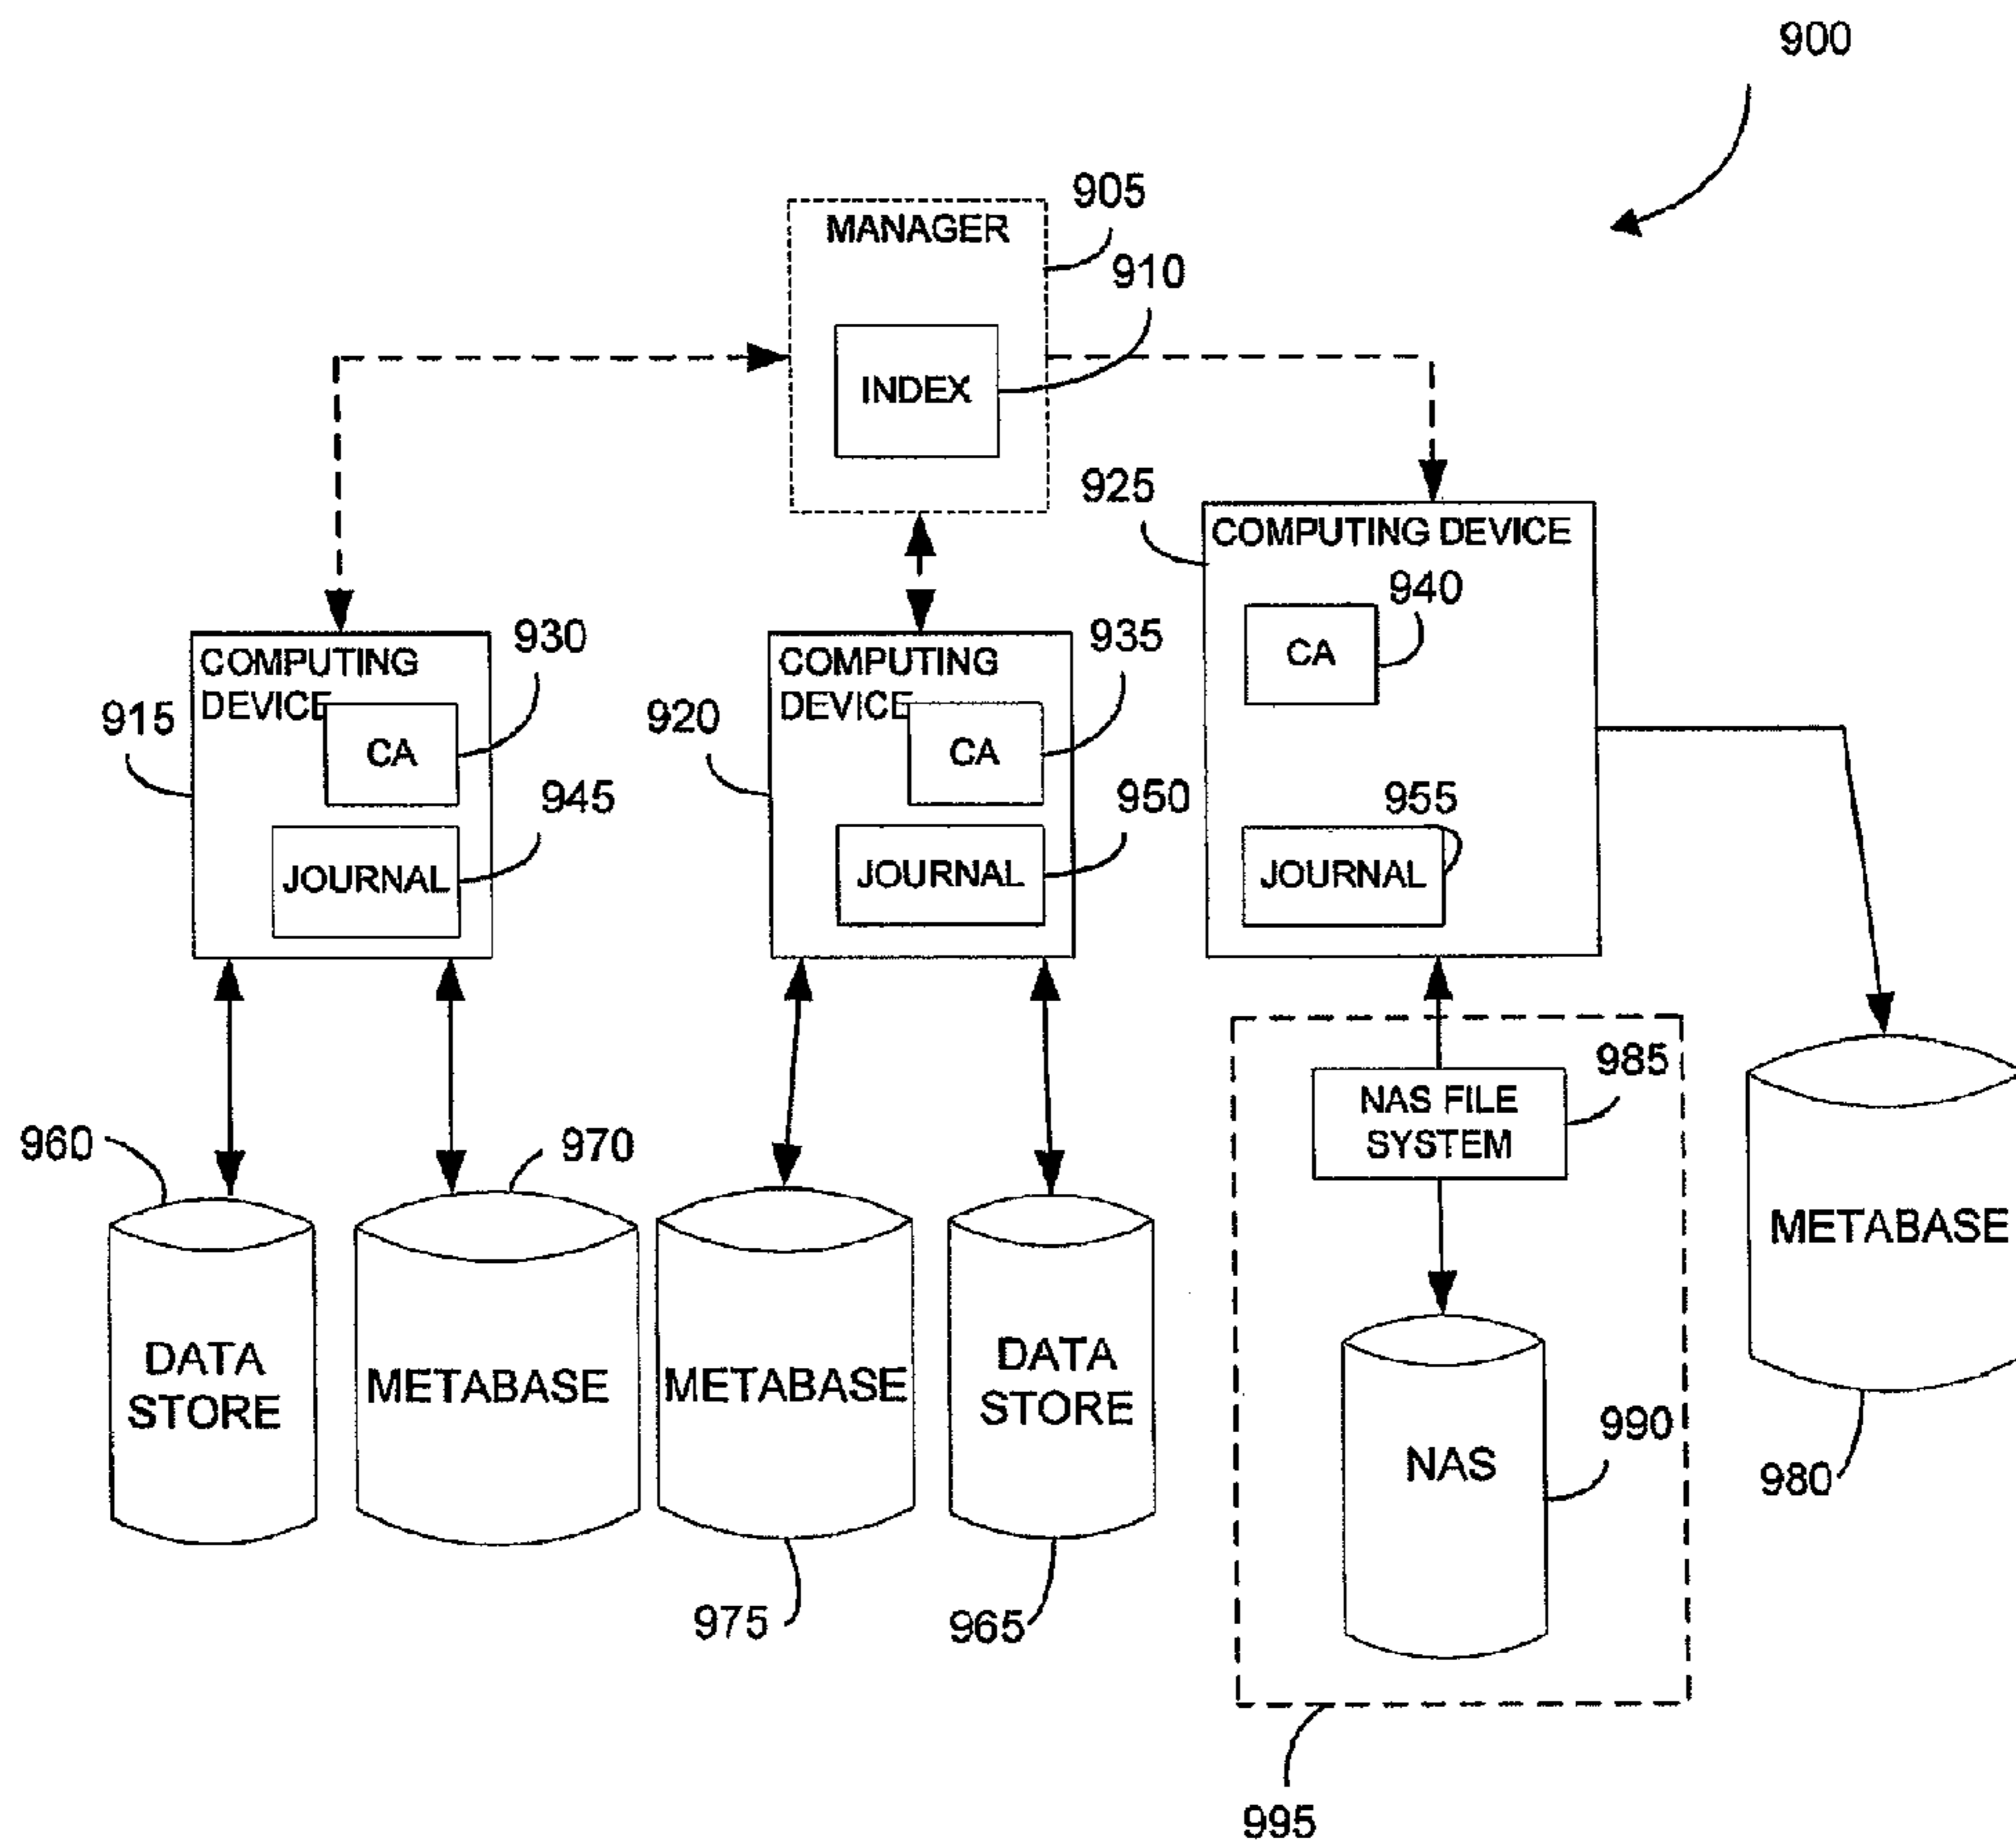 900
905
MANAGER
910
INDEX
925
COMPUTING DEVICE
940
CA
930
COMPUTING
DEVICE
915
CA
945
JOURNAL
935
COMPUTING
DEVICE
920
CA
950
JOURNAL
955
JOURNAL
985
NAS FILE
SYSTEM
960
970
DATA
STORE
METABASE
METABASE
DATA
STORE
METABASE
NAS
990
980
975
965
995